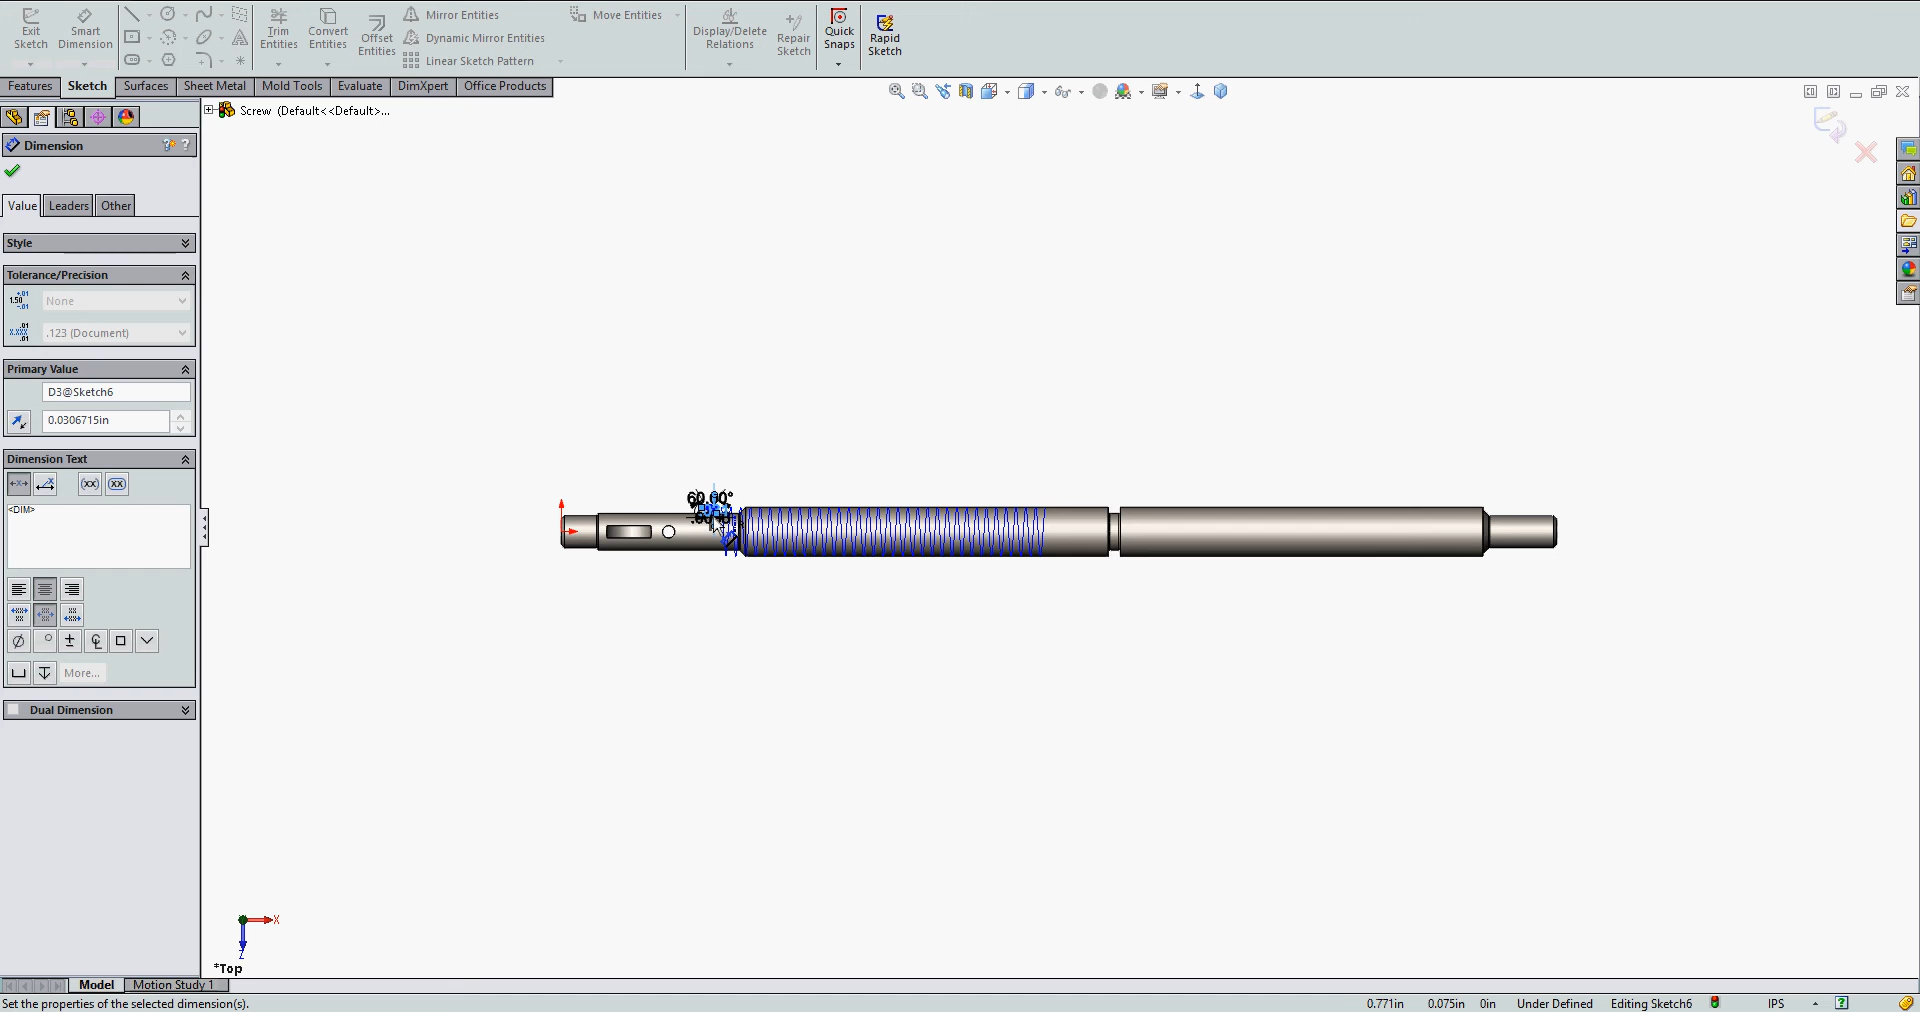 Exit Sketch
Smart Dimension
Trim Entities
Convert Entities
Offset Entities
Mirror Entities
Dynamic Mirror Entities
Linear Sketch Pattern
Move Entities
Display/Delete Relations
Repair Sketch
Quick Snaps
Rapid Sketch
Features Sketch Surfaces Sheet Metal Mold Tools Evaluate DimXpert Office Products
Screw (Default<<Default>...
Dimension
Value Leaders Other
Style
Tolerance/Precision
None
.123 (Document)
Primary Value
D3@Sketch6
0.0306715in
Dimension Text
(xx) (xx)
<DIM>
More...
Dual Dimension
60.00°
X
Z
*Top
Model Motion Study 1
Set the properties of the selected dimension(s).
0.771in 0.075in 0in Under Defined Editing Sketch6 IPS